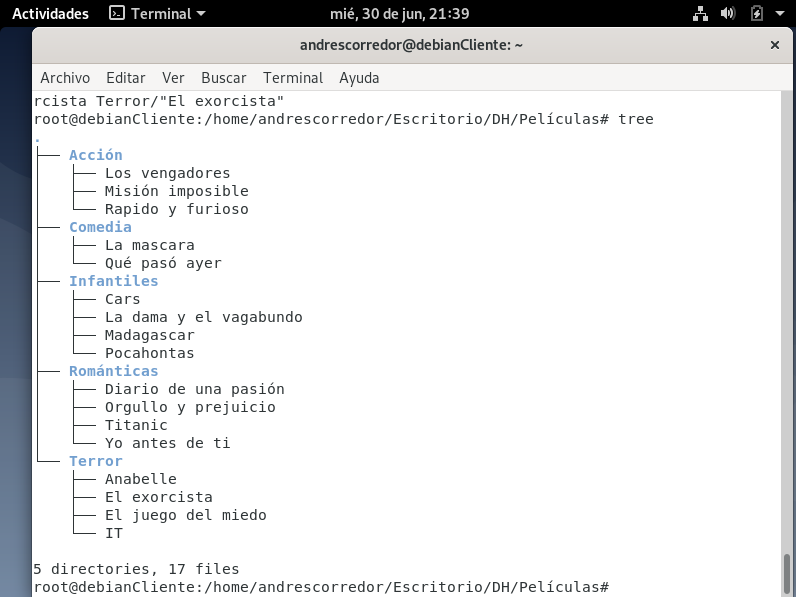 Actividades Terminal mié, 30 de jun, 21:39
andrescorredor@debianCliente: ~ ×
Archivo Editar Ver Buscar Terminal Ayuda
rcista Terror/"El exorcista"
root@debianCliente:/home/andrescorredor/Escritorio/DH/Películas# tree
.
├── Acción
│   ├── Los vengadores
│   ├── Misión imposible
│   └── Rapido y furioso
├── Comedia
│   ├── La mascara
│   └── Qué pasó ayer
├── Infantiles
│   ├── Cars
│   ├── La dama y el vagabundo
│   ├── Madagascar
│   └── Pocahontas
├── Románticas
│   ├── Diario de una pasión
│   ├── Orgullo y prejuicio
│   ├── Titanic
│   └── Yo antes de ti
└── Terror
    ├── Anabelle
    ├── El exorcista
    ├── El juego del miedo
    └── IT
5 directories, 17 files
root@debianCliente:/home/andrescorredor/Escritorio/DH/Películas#